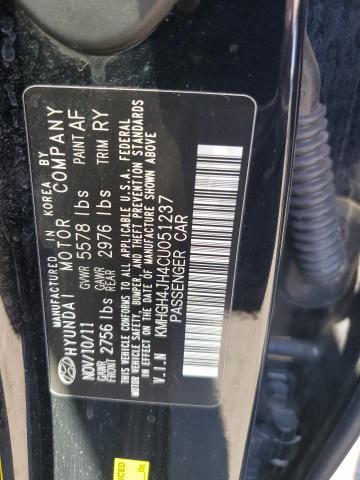 MANUFACTURED IN KOREA BY
HYUNDAI MOTOR COMPANY
NOV/10/11 GVWR 5578 lbs PAINT AF
GAWR FRONT 2756 lbs GAWR REAR 2976 lbs TRIM RY
THIS VEHICLE CONFORMS TO ALL APPLICABLE U.S.A. FEDERAL
MOTOR VEHICLE SAFETY, BUMPER, AND THEFT PREVENTION STANDARDS
IN EFFECT ON THE DATE OF MANUFACTURE SHOWN ABOVE.
V.I.N KMHGH4JH4CU051237
PASSENGER CAR
lbs